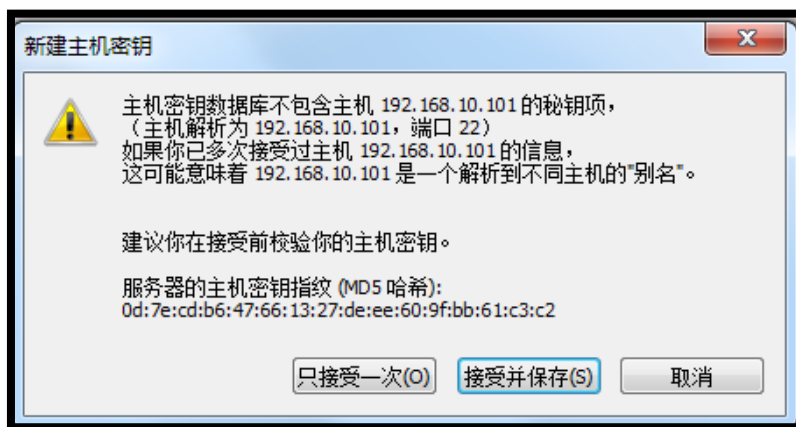 新建主机密钥
主机密钥数据库不包含主机 192.168.10.101 的秘钥项，
（主机解析为 192.168.10.101，端口 22）
如果你已多次接受过主机 192.168.10.101 的信息，
这可能意味着 192.168.10.101 是一个解析到不同主机的"别名"。
建议你在接受前校验你的主机密钥。
服务器的主机密钥指纹 (MD5 哈希):
0d:7e:cd:b6:47:66:13:27:de:ee:60:9f:bb:61:c3:c2
只接受一次(O) 接受并保存(S) 取消